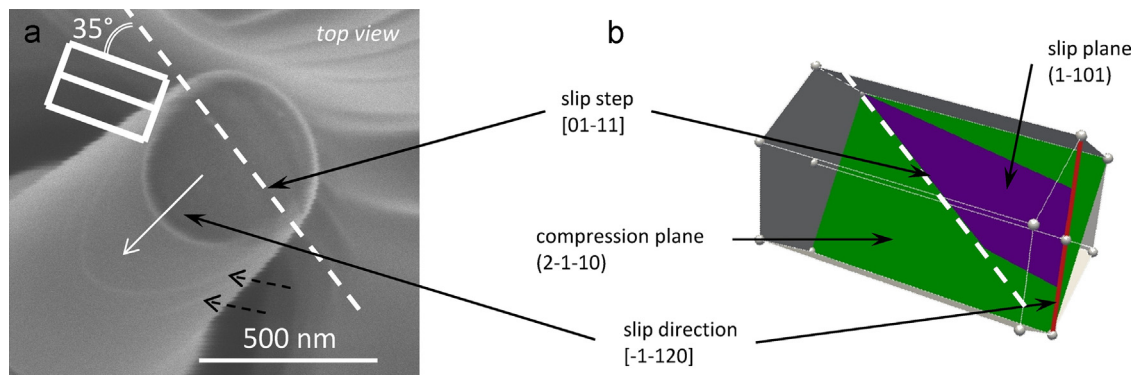 a
35°
top view
500 nm
b
slip step
[01-11]
compression plane
(2-1-10)
slip direction
[-1-120]
slip plane
(1-101)